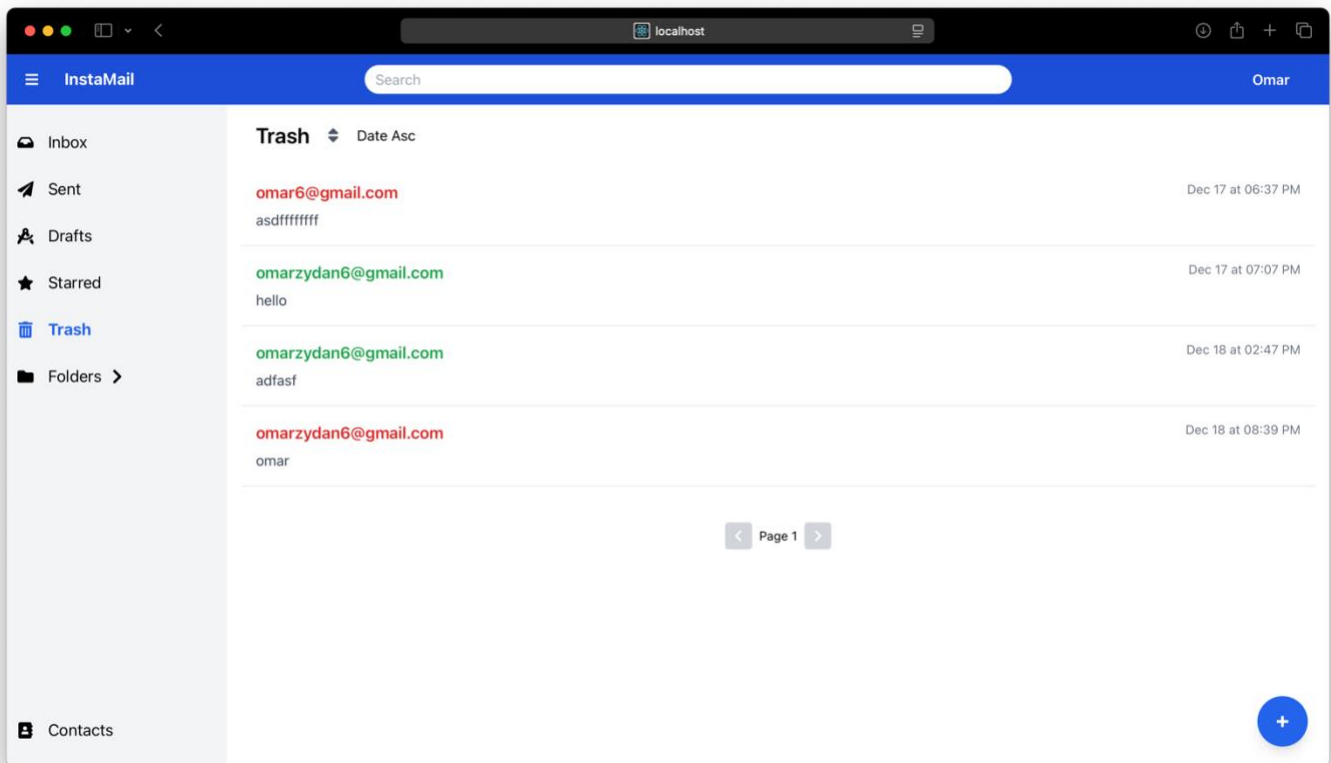 localhost
InstaMail
Search
Omar
Inbox
Sent
Drafts
Starred
Trash
Folders
Contacts
Trash
Date Asc
omar6@gmail.com
Dec 17 at 06:37 PM
asdffffffff
omarzydan6@gmail.com
Dec 17 at 07:07 PM
hello
omarzydan6@gmail.com
Dec 18 at 02:47 PM
adfasf
omarzydan6@gmail.com
Dec 18 at 08:39 PM
omar
Page 1